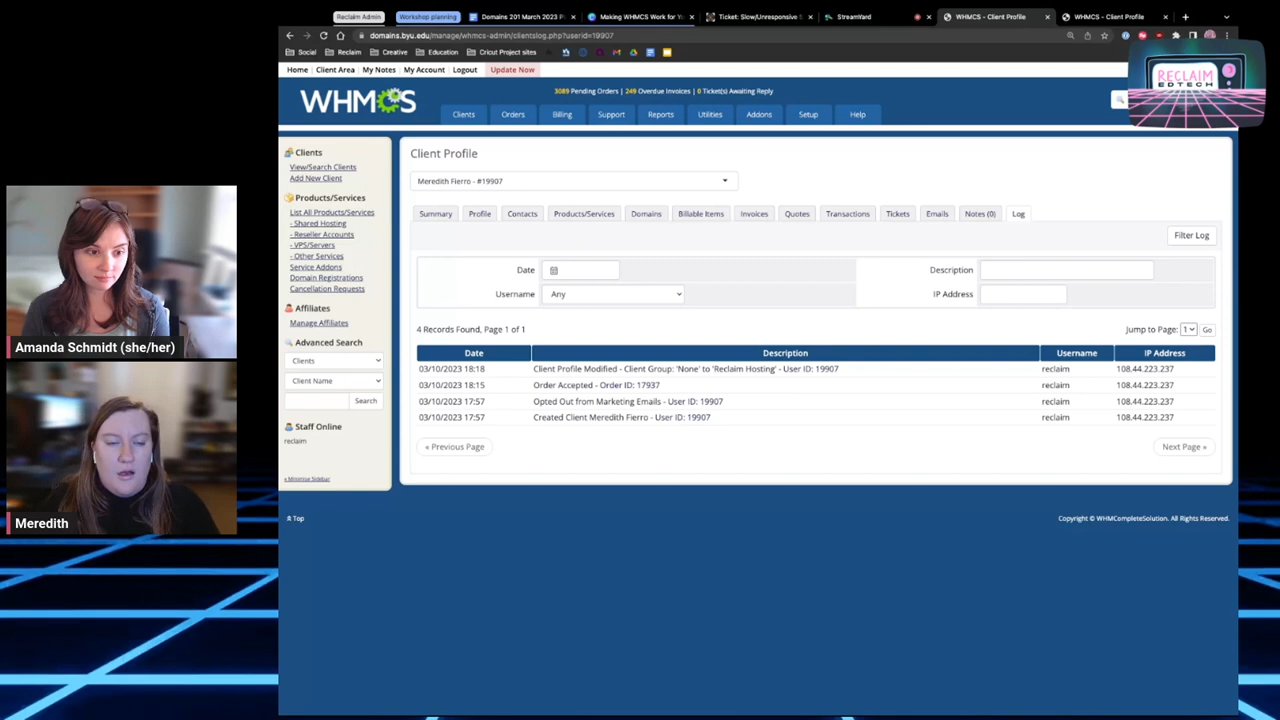 Reclaim Admin
Workshop planning
Domains 201 March 2023 P
Making WHMCS Work for Yo
Ticket: Slow/Unresponsive S
StreamYard
WHMCS - Client Profile
WHMCS - Client Profile
domains.byu.edu/manage/whmcs-admin/clientslog.php?userid=19907
Social
Reclaim
Creative
Education
Cricut Project sites
Home
Client Area
My Notes
My Account
Logout
Update Now
RECLAIM
EDTECH
WHMCS
3089 Pending Orders | 249 Overdue Invoices | 0 Ticket(s) Awaiting Reply
Clients
Orders
Billing
Support
Reports
Utilities
Addons
Setup
Help
Clients
View/Search Clients
Add New Client
Products/Services
List All Products/Services
- Shared Hosting
- Reseller Accounts
- VPS/Servers
- Other Services
Service Addons
Domain Registrations
Cancellation Requests
Affiliates
Manage Affiliates
Advanced Search
Clients
Client Name
Search
Staff Online
reclaim
« Minimise Sidebar
Client Profile
Meredith Fierro - #19907
Summary
Profile
Contacts
Products/Services
Domains
Billable Items
Invoices
Quotes
Transactions
Tickets
Emails
Notes (0)
Log
Filter Log
Date
Description
Username
Any
IP Address
4 Records Found, Page 1 of 1
Jump to Page: 1 Go
Date Description Username IP Address
03/10/2023 18:18 Client Profile Modified - Client Group: 'None' to 'Reclaim Hosting' - User ID: 19907 reclaim 108.44.223.237
03/10/2023 18:15 Order Accepted - Order ID: 17937 reclaim 108.44.223.237
03/10/2023 17:57 Opted Out from Marketing Emails - User ID: 19907 reclaim 108.44.223.237
03/10/2023 17:57 Created Client Meredith Fierro - User ID: 19907 reclaim 108.44.223.237
« Previous Page
Next Page »
Top
Copyright © WHMCompleteSolution. All Rights Reserved.
Amanda Schmidt (she/her)
Meredith